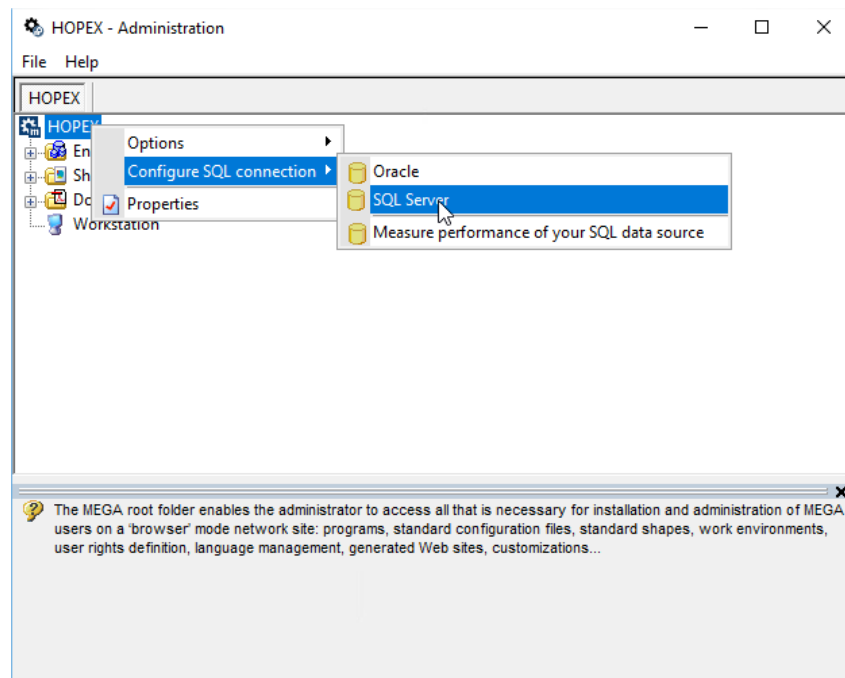 HOPEX - Administration
File Help
HOPEX
HOPEX
En
Sh
Do
Workstation
Options
Configure SQL connection
Properties
Oracle
SQL Server
Measure performance of your SQL data source
The MEGA root folder enables the administrator to access all that is necessary for installation and administration of MEGA
users on a 'browser' mode network site: programs, standard configuration files, standard shapes, work environments,
user rights definition, language management, generated Web sites, customizations...